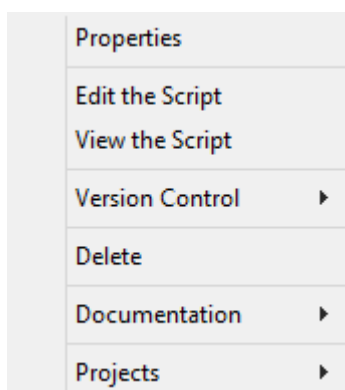 Properties
Edit the Script
View the Script
Version Control
Delete
Documentation
Projects